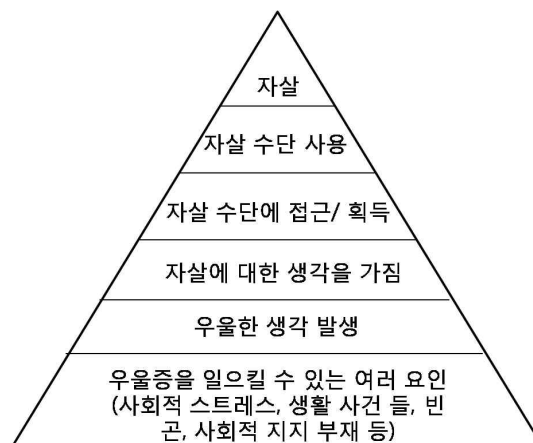 자살
자살 수단 사용
자살 수단에 접근/ 획득
자살에 대한 생각을 가짐
우울한 생각 발생
우울증을 일으킬 수 있는 여러 요인
(사회적 스트레스, 생활 사건 들, 빈
곤, 사회적 지지 부재 등)